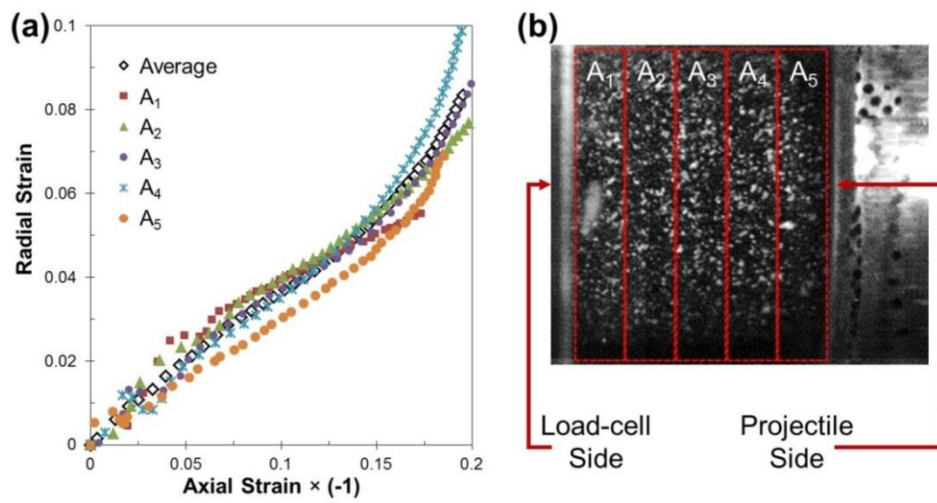 (a)
0.1
0.08
0.06
0.04
0.02
0
Radial Strain
Average
A₁
A₂
A₃
A₄
A₅
0
0.05
0.1
0.15
0.2
Axial Strain × (-1)
(b)
A₁ A₂ A₃ A₄ A₅
Load-cell
Side
Projectile
Side